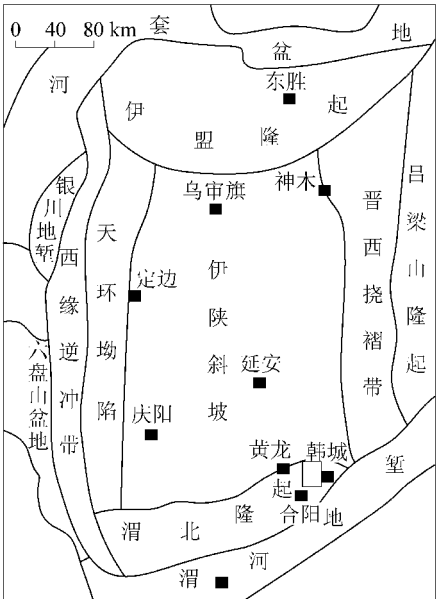 0 40 80 km
河套盆地
东胜
伊盟隆起
乌审旗
神木
银川地堑
天环坳陷
西缘逆冲带
定边
伊陕斜坡
晋西挠褶带
吕梁山隆起
六盘山盆地
延安
庆阳
黄龙
韩城
合阳
渭北隆起
渭河地堑